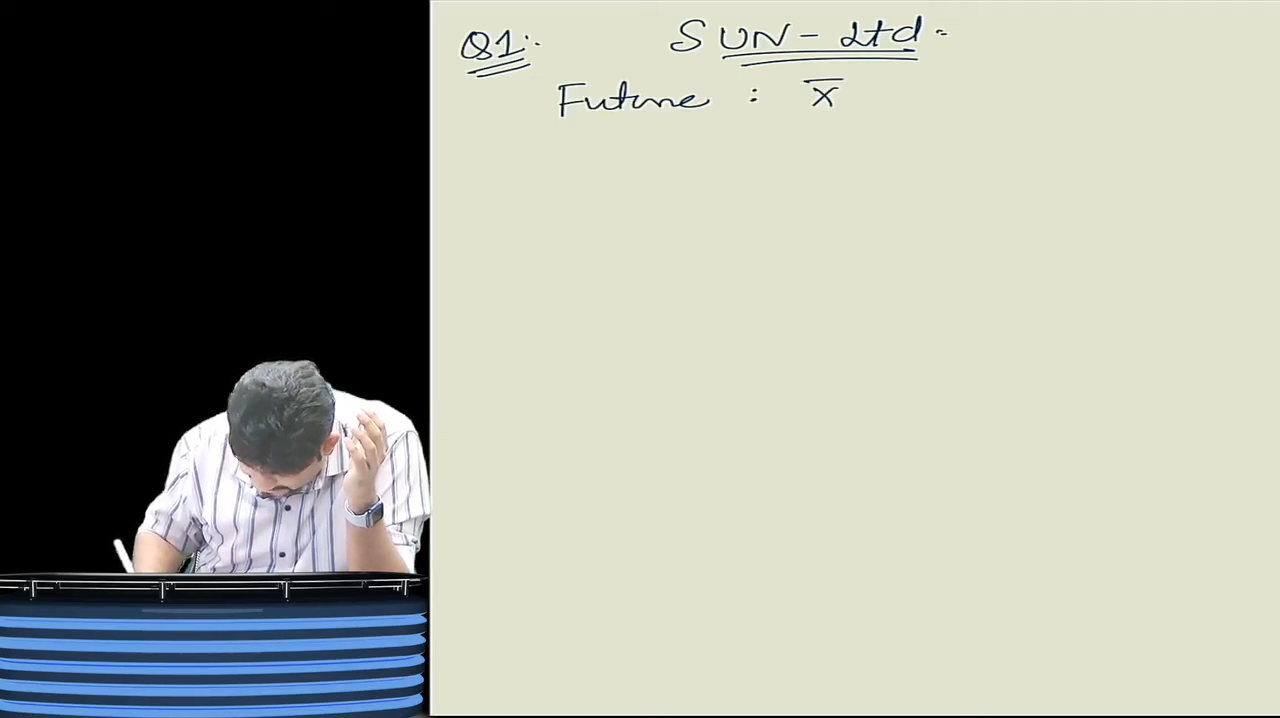 Q1:. SUN - Ltd.
Future : x̅